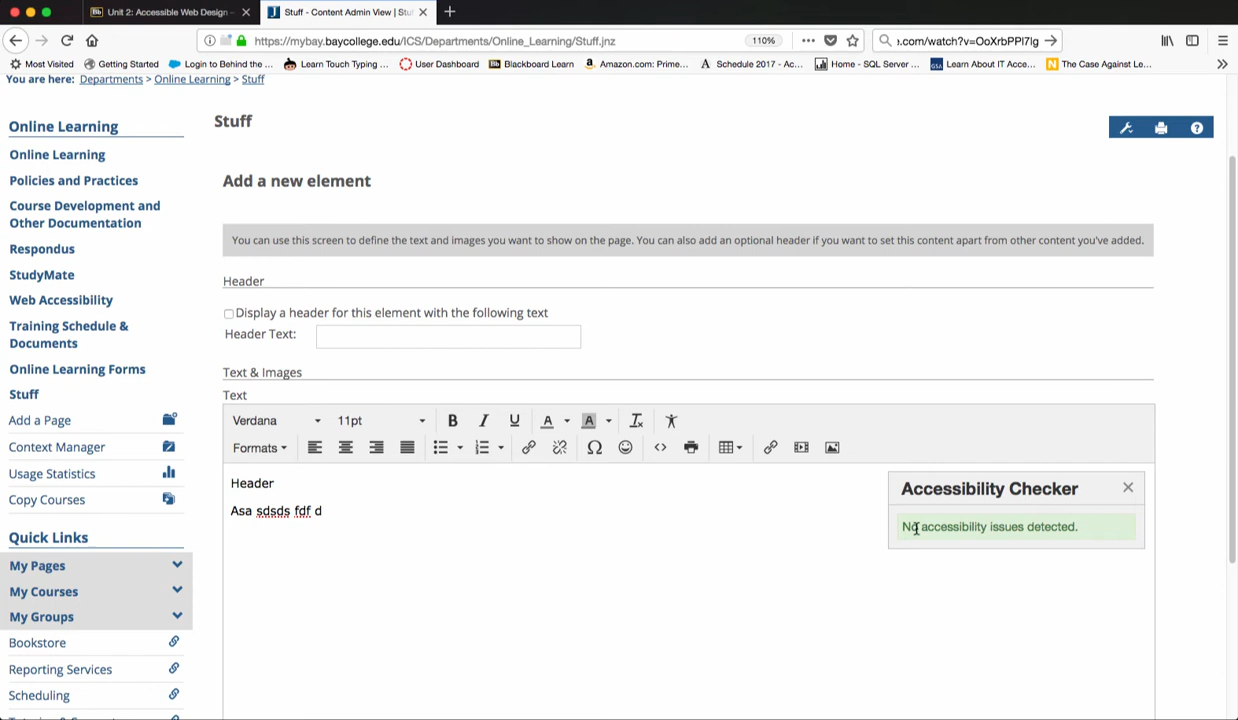 Unit 2: Accessible Web Design -
Stuff - Content Admin View | Stu
https://mybay.baycollege.edu/ICS/Departments/Online_Learning/Stuff.jnz
110%
.com/watch?v=OoXrbPPl7lg
Most Visited
Getting Started
Login to Behind the ...
Learn Touch Typing ...
User Dashboard
Blackboard Learn
Amazon.com: Prime...
Schedule 2017 - Ac...
Home - SQL Server ...
Learn About IT Acce...
The Case Against Le...
You are here: Departments > Online Learning > Stuff
Online Learning
Online Learning
Policies and Practices
Course Development and
Other Documentation
Respondus
StudyMate
Web Accessibility
Training Schedule &
Documents
Online Learning Forms
Stuff
Add a Page
Context Manager
Usage Statistics
Copy Courses
Quick Links
My Pages
My Courses
My Groups
Bookstore
Reporting Services
Scheduling
Stuff
Add a new element
You can use this screen to define the text and images you want to show on the page. You can also add an optional header if you want to set this content apart from other content you've added.
Header
Display a header for this element with the following text
Header Text:
Text & Images
Text
Verdana
11pt
B I U A A
Formats
Header
Asa sdsds fdf d
Accessibility Checker
No accessibility issues detected.